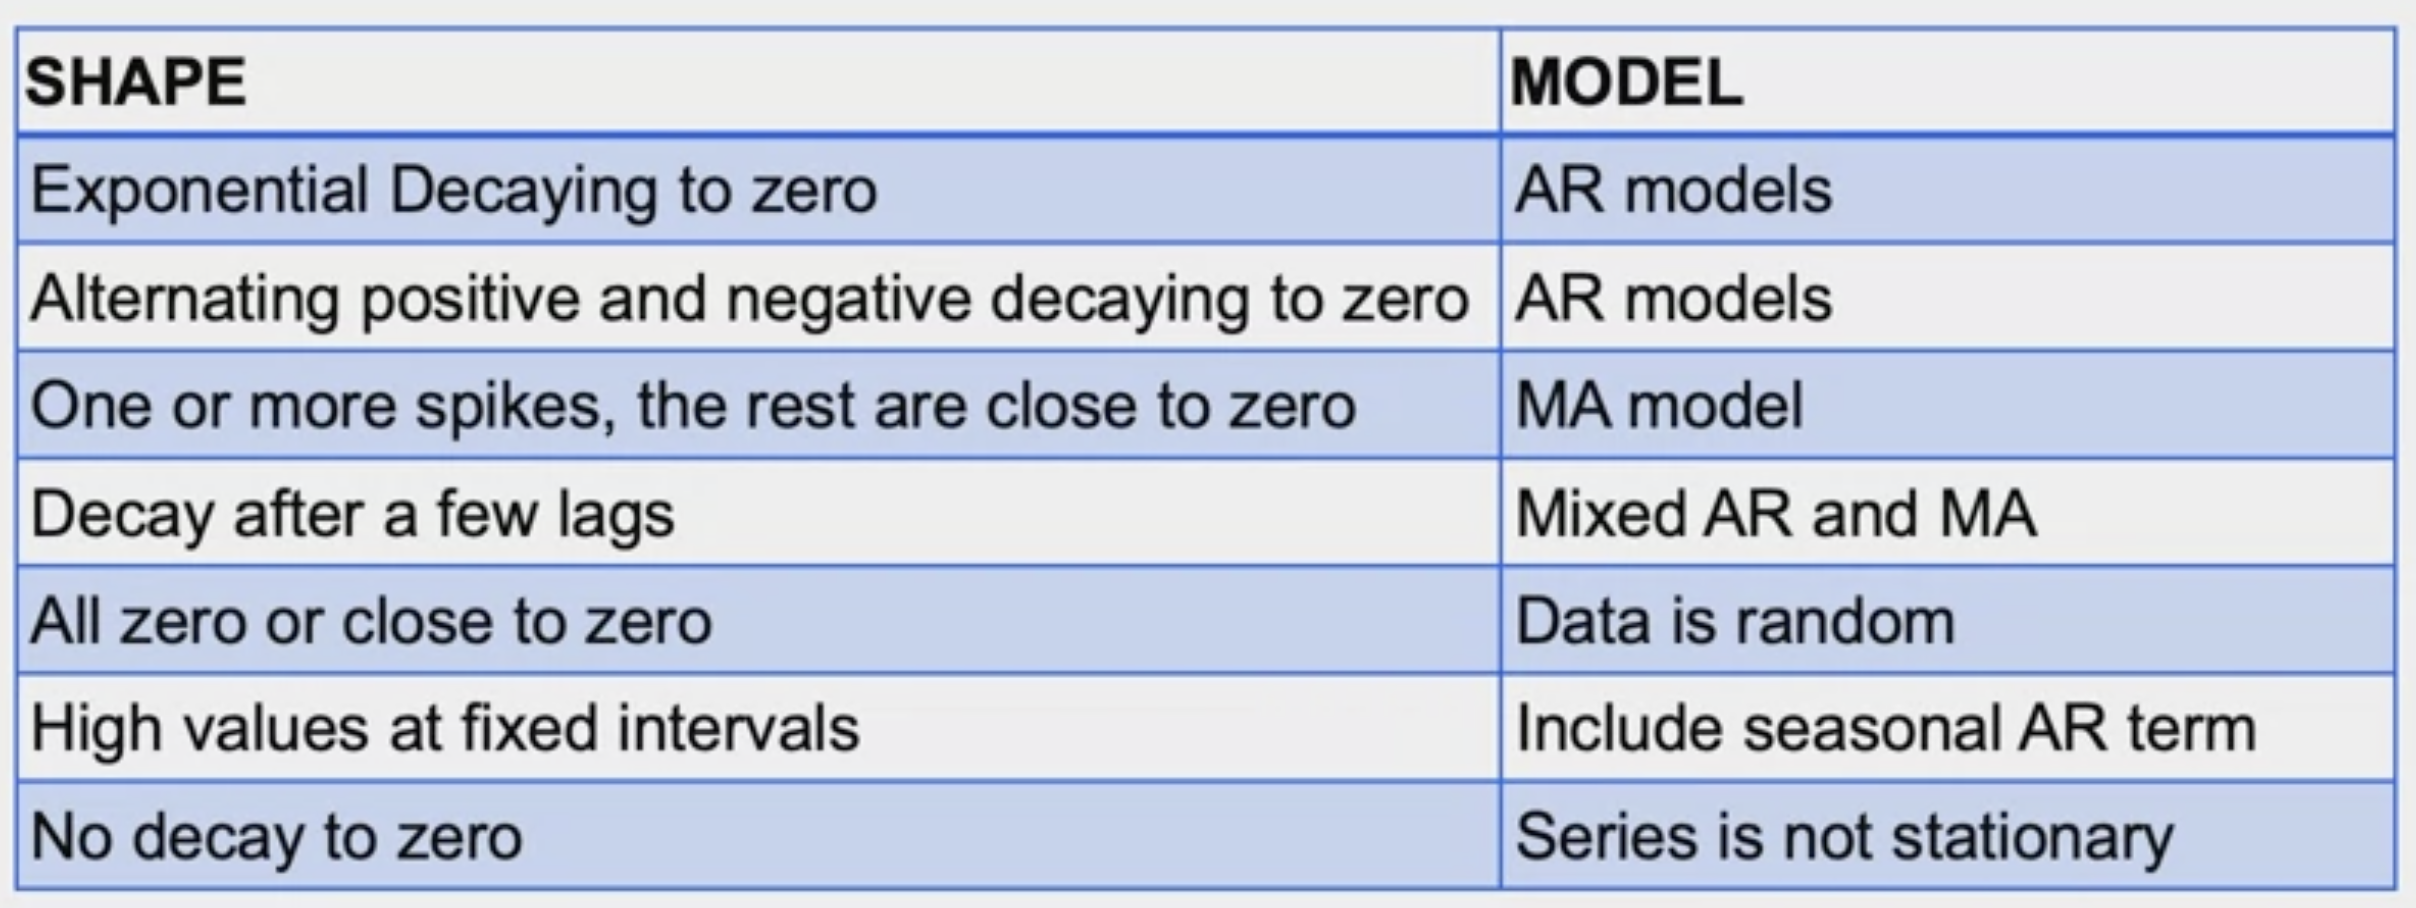 SHAPE MODEL
Exponential Decaying to zero AR models
Alternating positive and negative decaying to zero AR models
One or more spikes, the rest are close to zero MA model
Decay after a few lags Mixed AR and MA
All zero or close to zero Data is random
High values at fixed intervals Include seasonal AR term
No decay to zero Series is not stationary